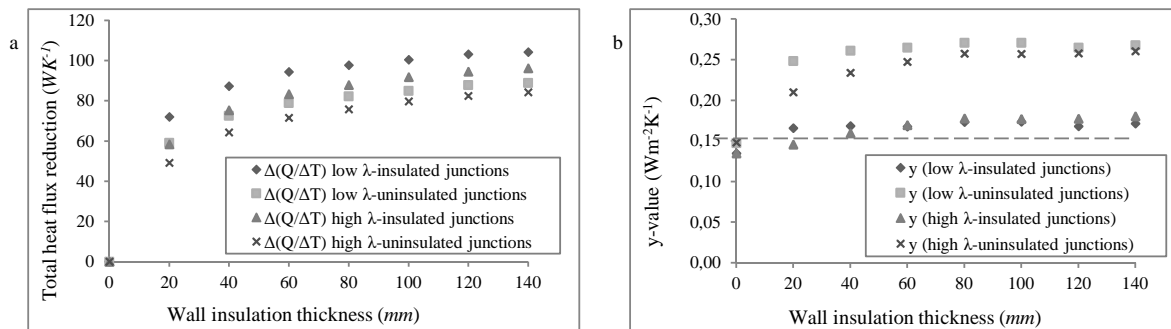 a
Total heat flux reduction (WK-1)
120
100
80
60
40
20
0
0 20 40 60 80 100 120 140
Wall insulation thickness (mm)
Δ(Q/ΔT) low λ-insulated junctions
Δ(Q/ΔT) low λ-uninsulated junctions
Δ(Q/ΔT) high λ-insulated junctions
Δ(Q/ΔT) high λ-uninsulated junctions
b
y-value (Wm-2K-1)
0,30
0,25
0,20
0,15
0,10
0,05
0,00
0 20 40 60 80 100 120 140
Wall insulation thickness (mm)
y (low λ-insulated junctions)
y (low λ-uninsulated junctions)
y (high λ-insulated junctions)
y (high λ-uninsulated junctions)